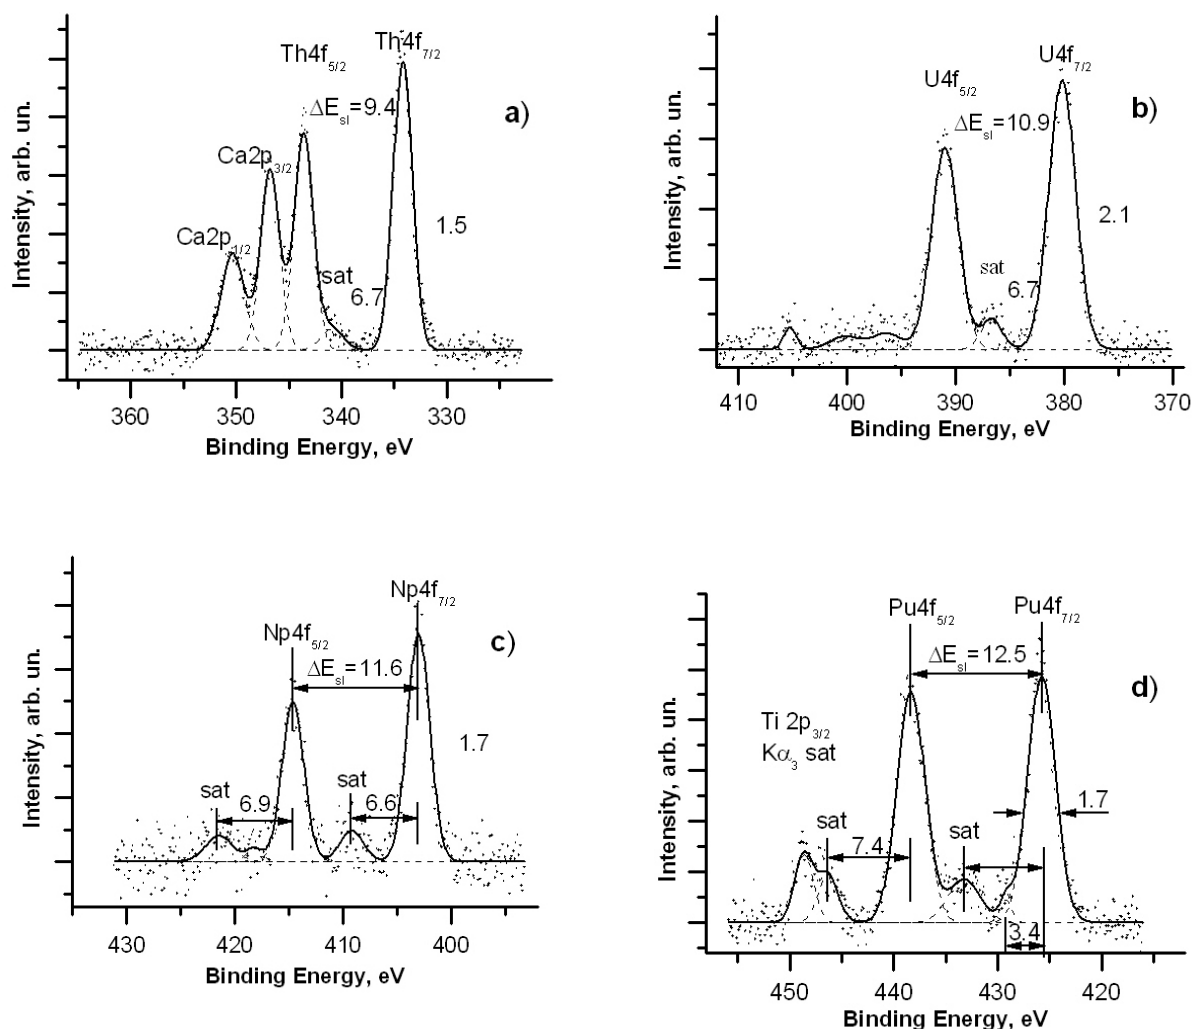 Th4f7/2
Th4f5/2
ΔEsl=9.4
a)
Ca2p3/2
Ca2p1/2
1.5
sat
6.7
Intensity, arb. un.
360 350 340 330
Binding Energy, eV
U4f7/2
U4f5/2
ΔEsl=10.9
b)
2.1
sat
6.7
Intensity, arb. un.
410 400 390 380 370
Binding Energy, eV
Np4f7/2
Np4f5/2
c)
ΔEsl=11.6
1.7
sat
sat
6.9
6.6
Intensity, arb. un.
430 420 410 400
Binding Energy, eV
Pu4f5/2
Pu4f7/2
ΔEsl=12.5
d)
Ti 2p3/2
Kα3 sat
1.7
sat
sat
7.4
3.4
Intensity, arb. un.
450 440 430 420
Binding Energy, eV